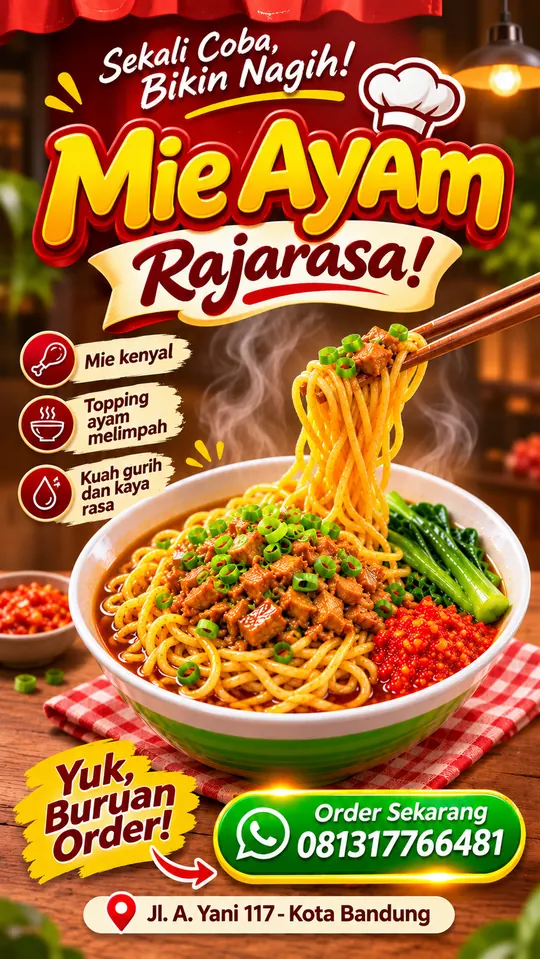 Sekali Coba,
Bikin Nagih!
Mie Ayam
Rajarasa!
Mie kenyal
Topping
ayam
melimpah
Kuah gurih
dan kaya
rasa
Yuk,
Buruan
Order!
Order Sekarang
081317766481
Jl. A. Yani 117 - Kota Bandung